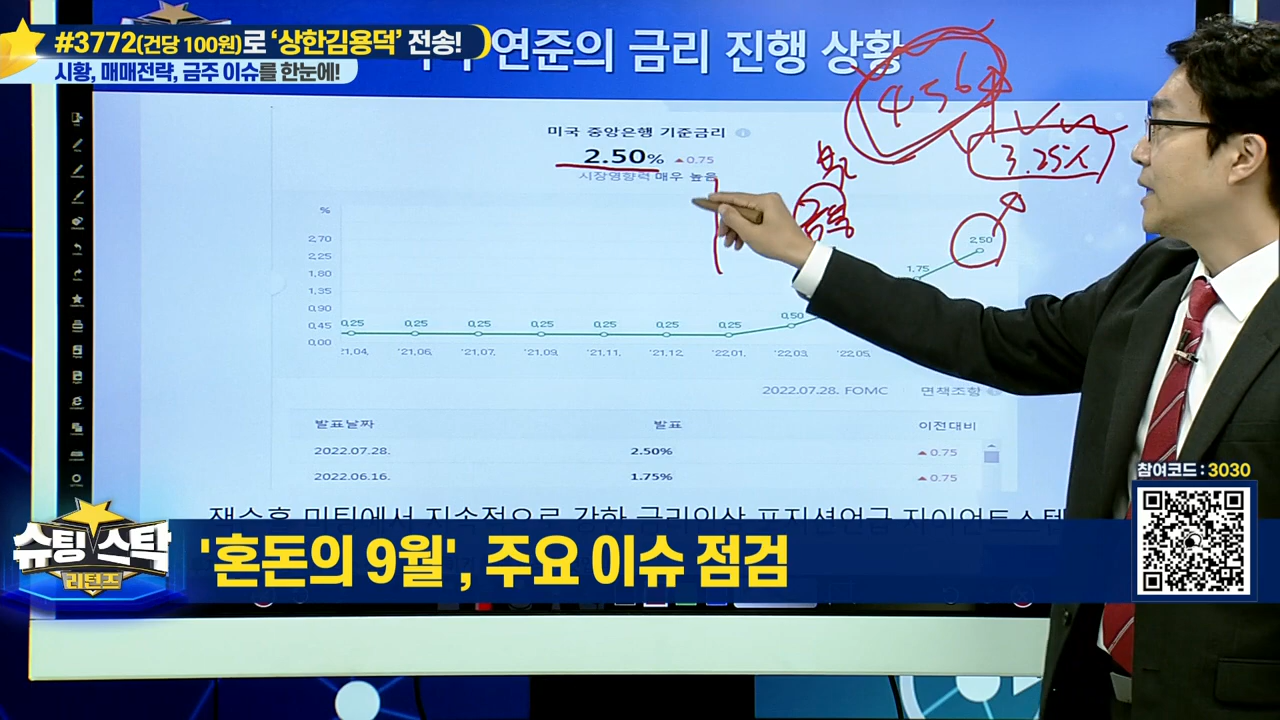 #3772(건당 100원)로 ‘상한김용덕’ 전송!
시황, 매매전략, 금주 이슈를 한눈에!
연준의 금리 진행 상황
4 5 6
3.25%
미국 중앙은행 기준금리
2.50% ▲0.75
시장영향력 매우 높음
%
2.70
2.25
1.80
1.35
0.90
0.45
0.00
0.25 0.25 0.25 0.25 0.25 0.25 0.25 0.50 1.75 2.50
'21.06. '21.07. '21.09. '21.11. '21.12. '22.01. '22.03. '22.05.
2022.07.28. FOMC 면책조항
발표날짜 발표 이전대비
2022.07.28. 2.50% ▲0.75
2022.06.16. 1.75% ▲0.75
참여코드 : 3030
슈팅스탁
리턴즈
'혼돈의 9월', 주요 이슈 점검